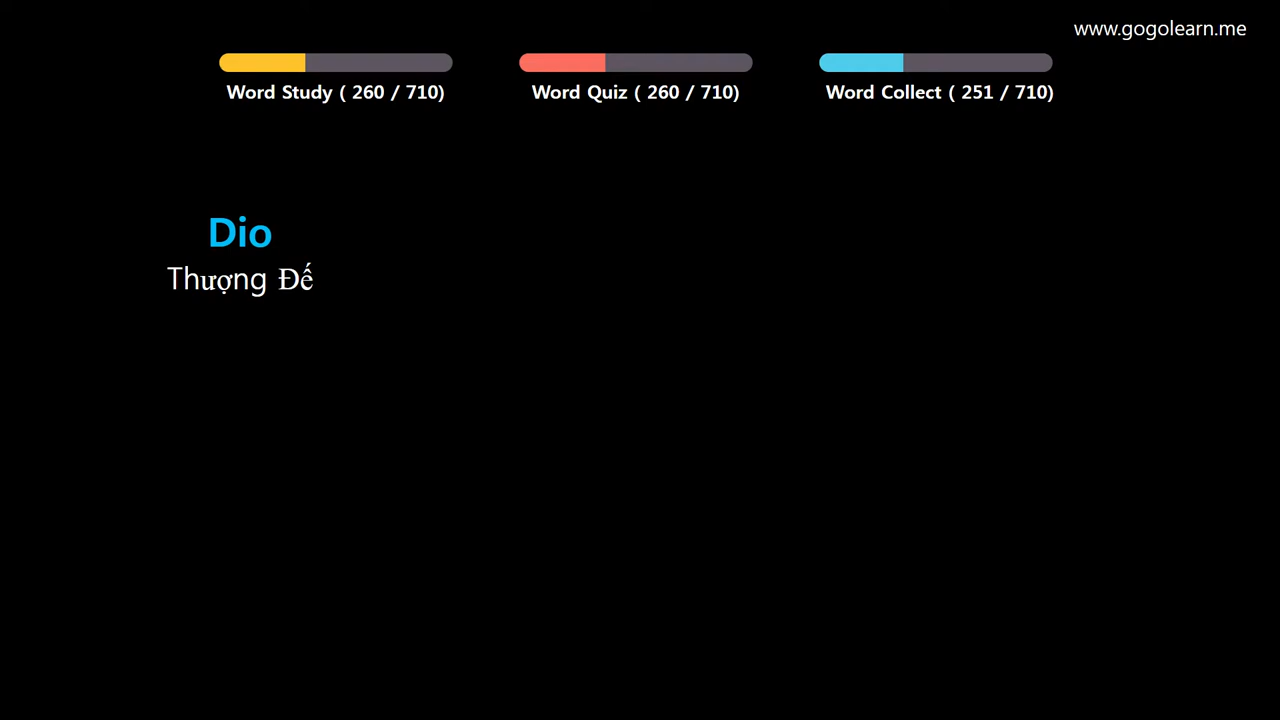 www.gogolearn.me
Word Study ( 260 / 710)
Word Quiz ( 260 / 710)
Word Collect ( 251 / 710)
Dio
Thượng Đế